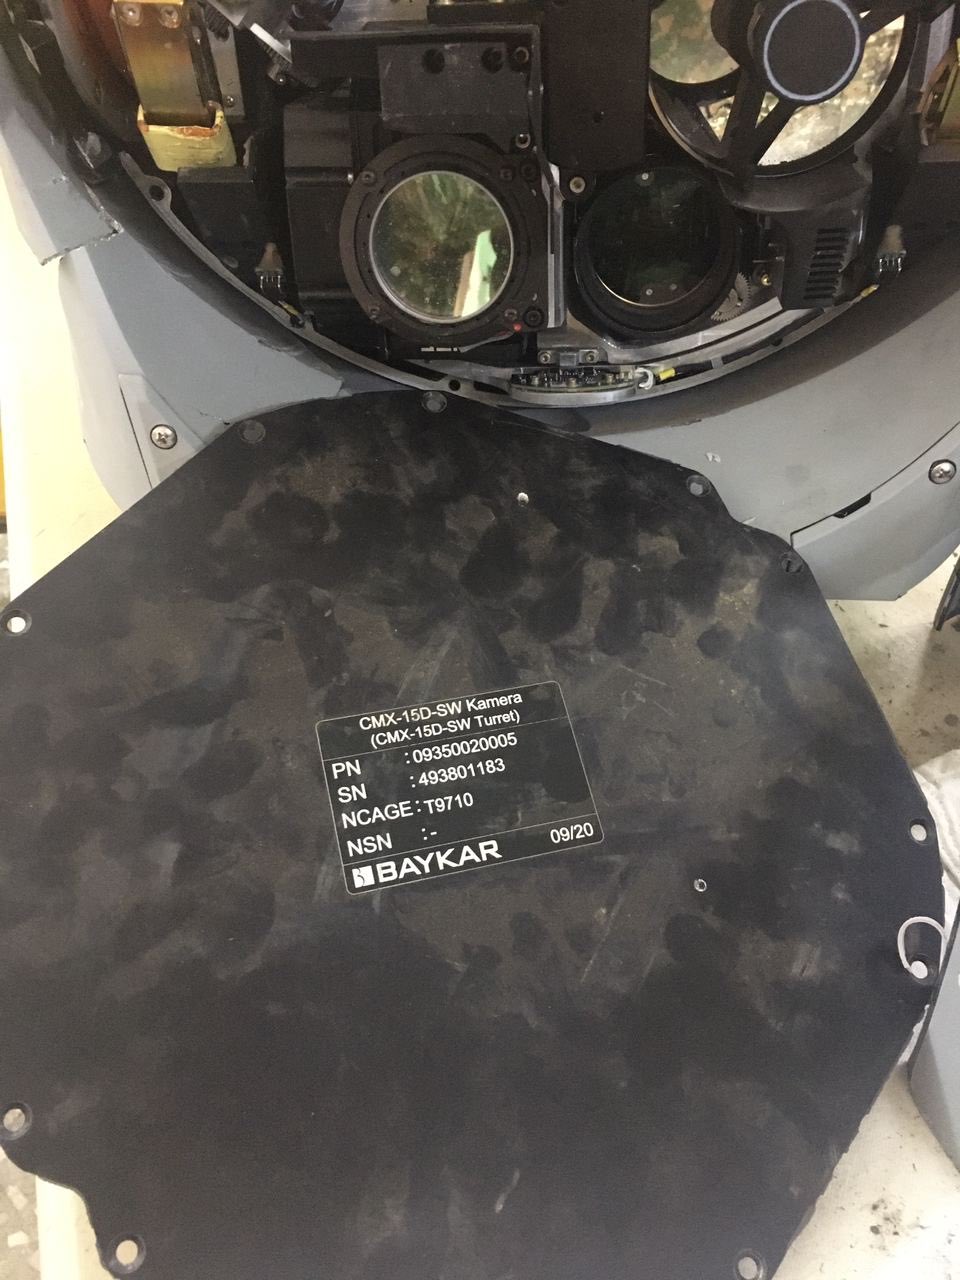 CMX-15D-SW Kamera
(CMX-15D-SW Turret)
PN : 09350020005
SN : 493801183
NCAGE : T9710
NSN : -
BAYKAR 09/20